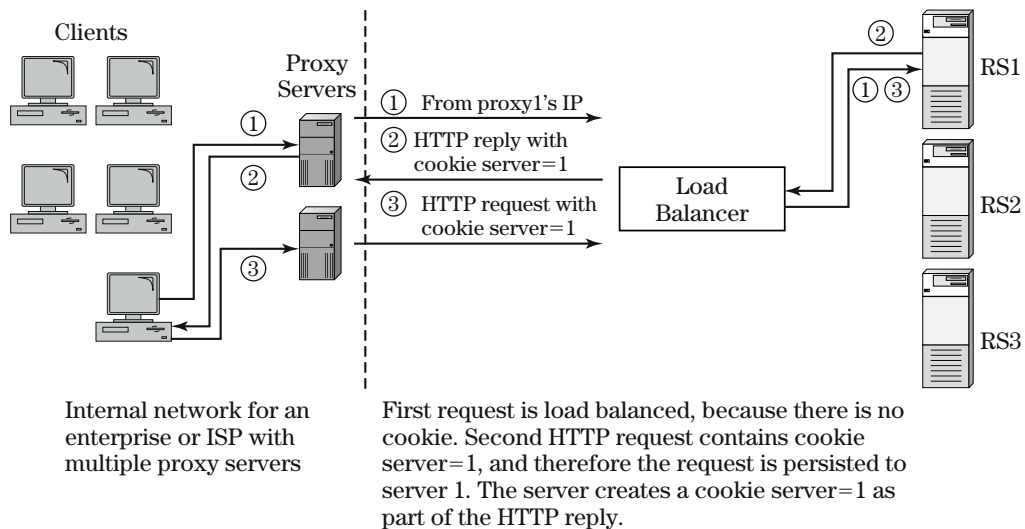 Clients
Proxy
Servers
①
②
③
① From proxy1's IP
② HTTP reply with
cookie server=1
③ HTTP request with
cookie server=1
Load
Balancer
②
① ③
RS1
RS2
RS3
Internal network for an
enterprise or ISP with
multiple proxy servers
First request is load balanced, because there is no
cookie. Second HTTP request contains cookie
server=1, and therefore the request is persisted to
server 1. The server creates a cookie server=1 as
part of the HTTP reply.